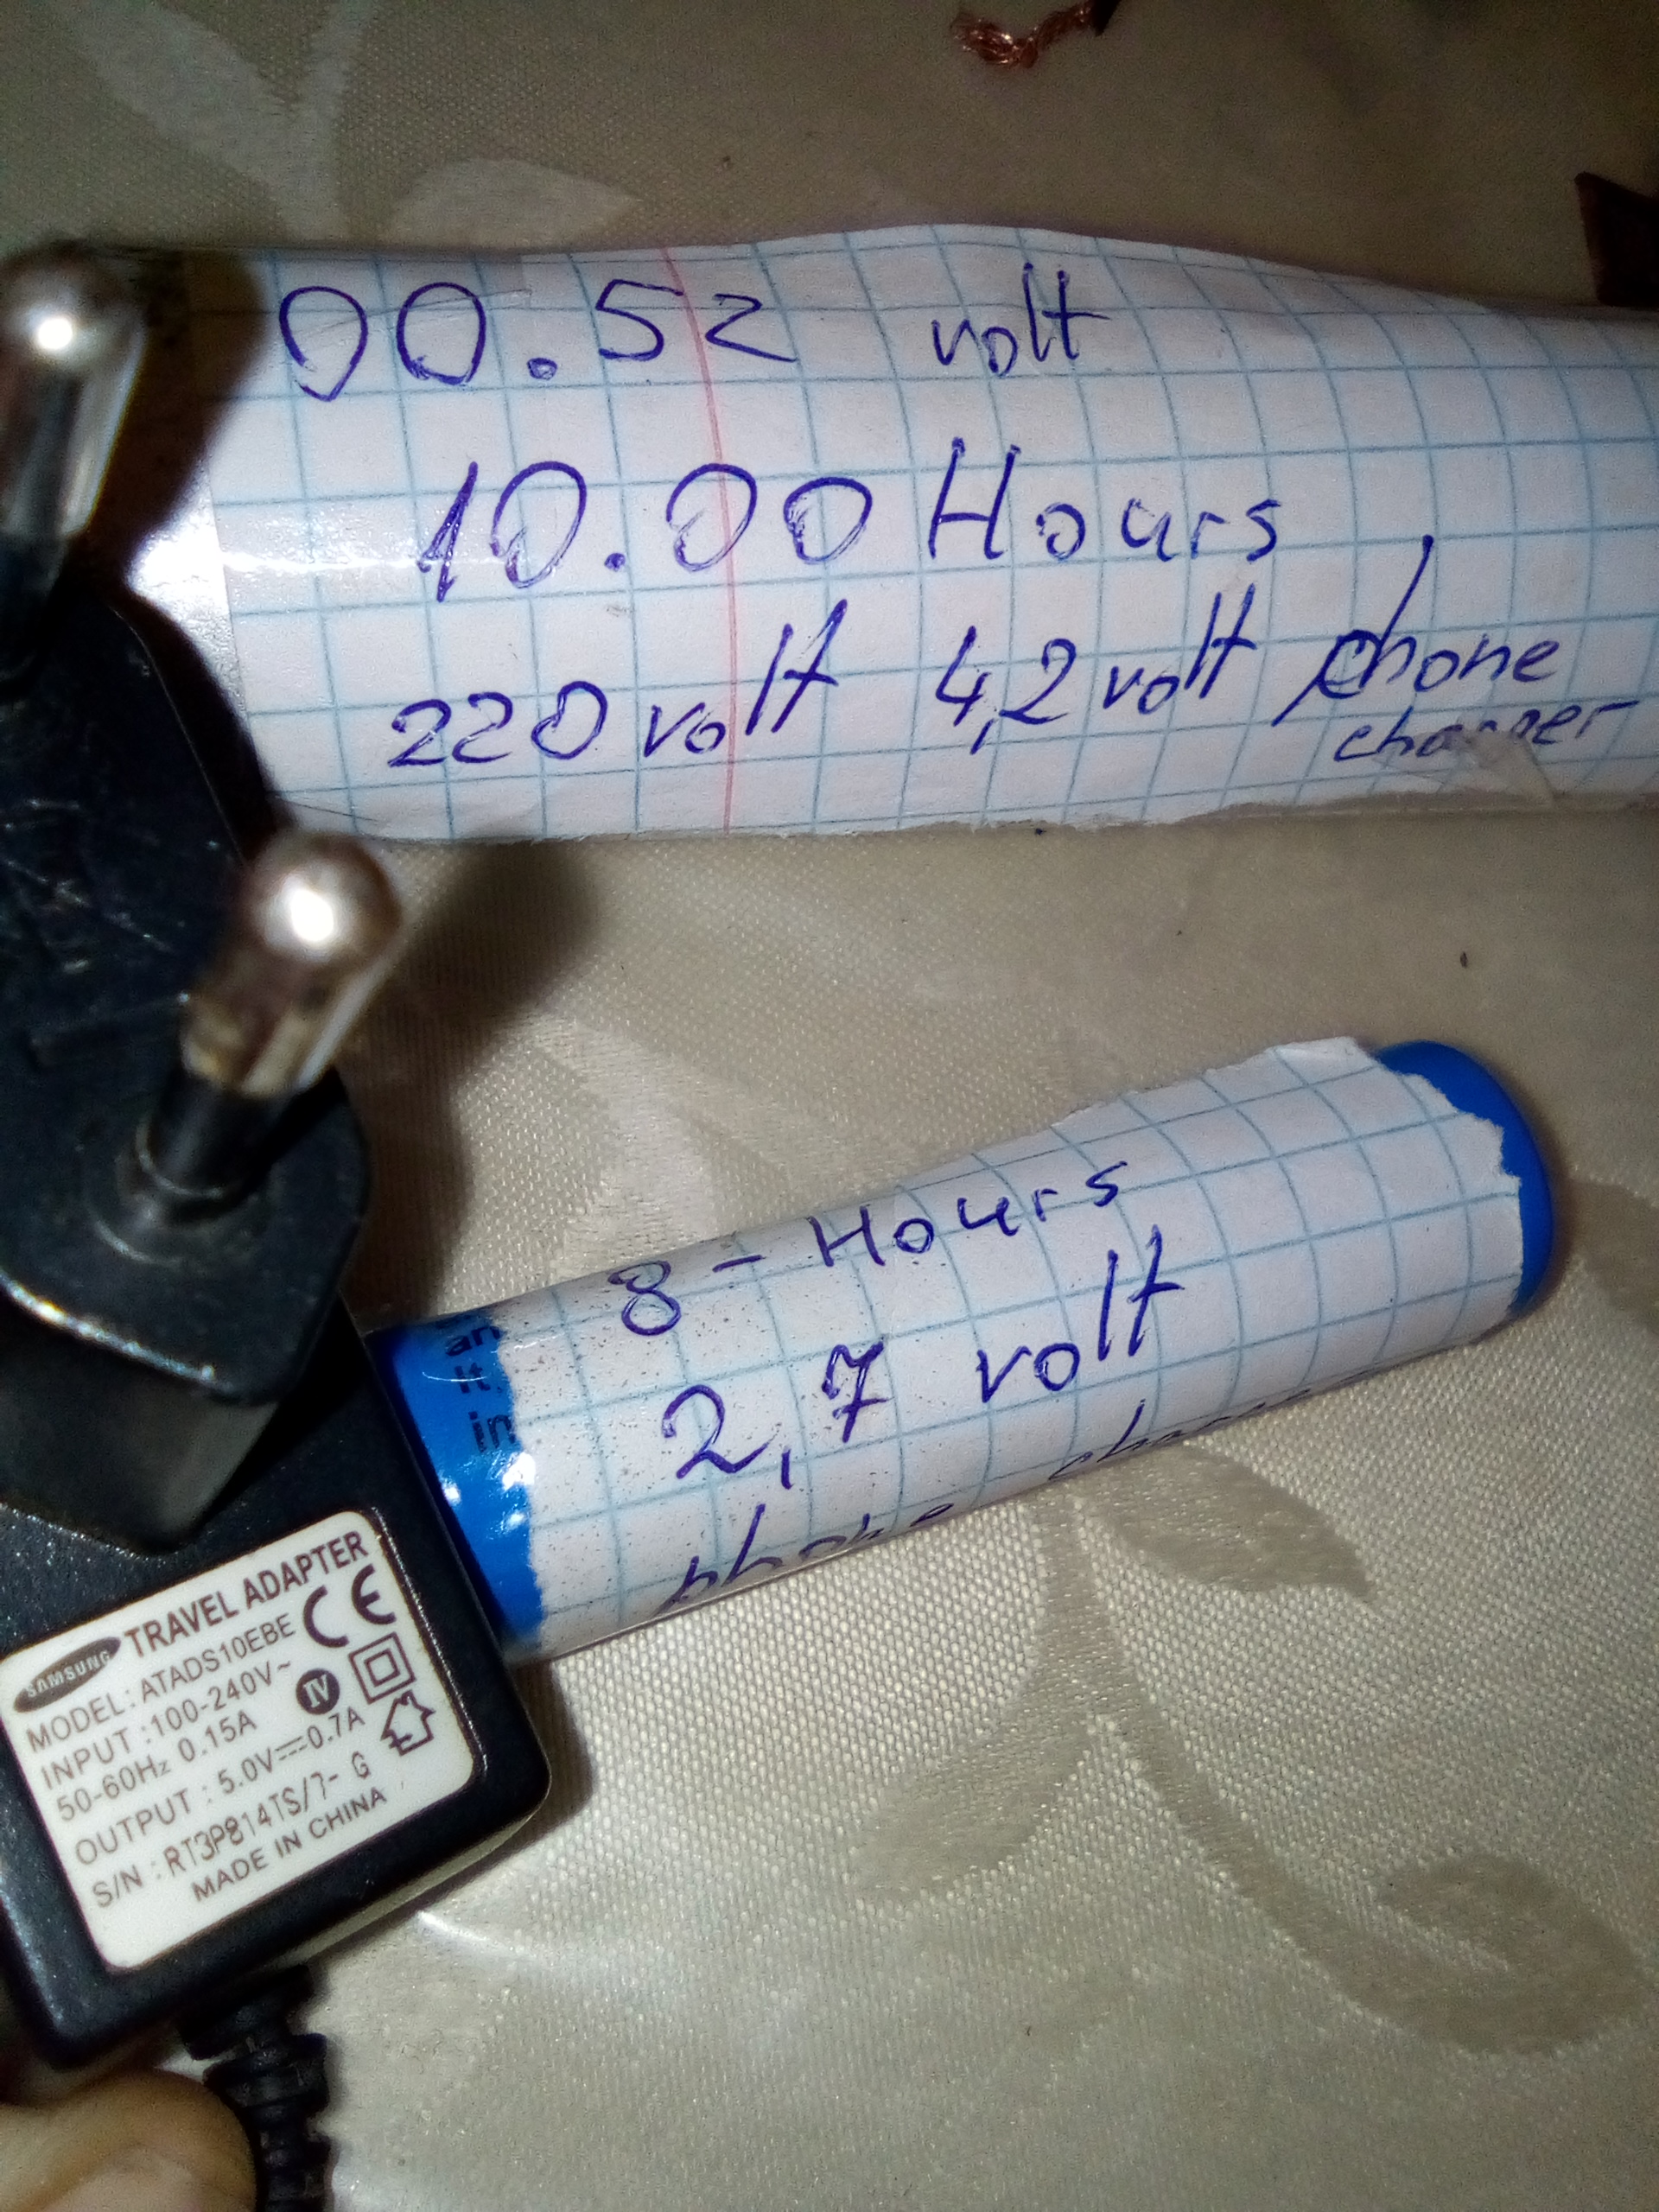 00.52 volt
10.00 Hours
220 volt 4,2 volt phone
charger
8 - Hours
2,7 volt
phone
an
it.
in
SAMSUNG TRAVEL ADAPTER
MODEL : ATADS10EBE
INPUT : 100-240V~
50-60Hz 0.15A
IV
OUTPUT : 5.0V⎓0.7A
S/N : RT3P814TS/7- G
MADE IN CHINA
CE